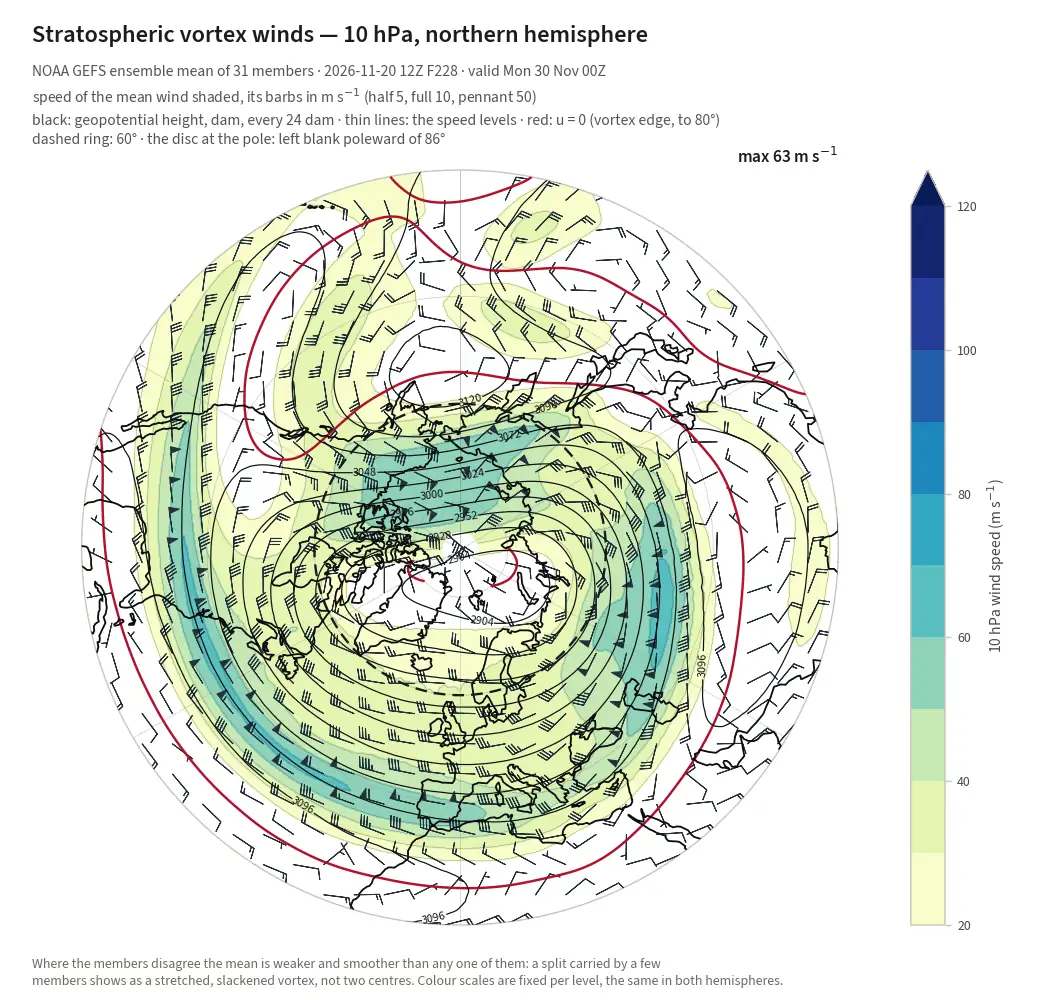 Stratospheric vortex winds — 10 hPa, northern hemisphere
NOAA GEFS ensemble mean of 31 members · 2026-11-20 12Z F228 · valid Mon 30 Nov 00Z
speed of the mean wind shaded, its barbs in m s⁻¹ (half 5, full 10, pennant 50)
black: geopotential height, dam, every 24 dam · thin lines: the speed levels · red: u = 0 (vortex edge, to 80°)
dashed ring: 60° · the disc at the pole: left blank poleward of 86°
max 63 m s⁻¹
120
100
80
60
40
20
10 hPa wind speed (m s⁻¹)
3120
3096
3072
3048
3024
3000
2952
2904
3096
3096
3096
Where the members disagree the mean is weaker and smoother than any one of them: a split carried by a few
members shows as a stretched, slackened vortex, not two centres. Colour scales are fixed per level, the same in both hemispheres.